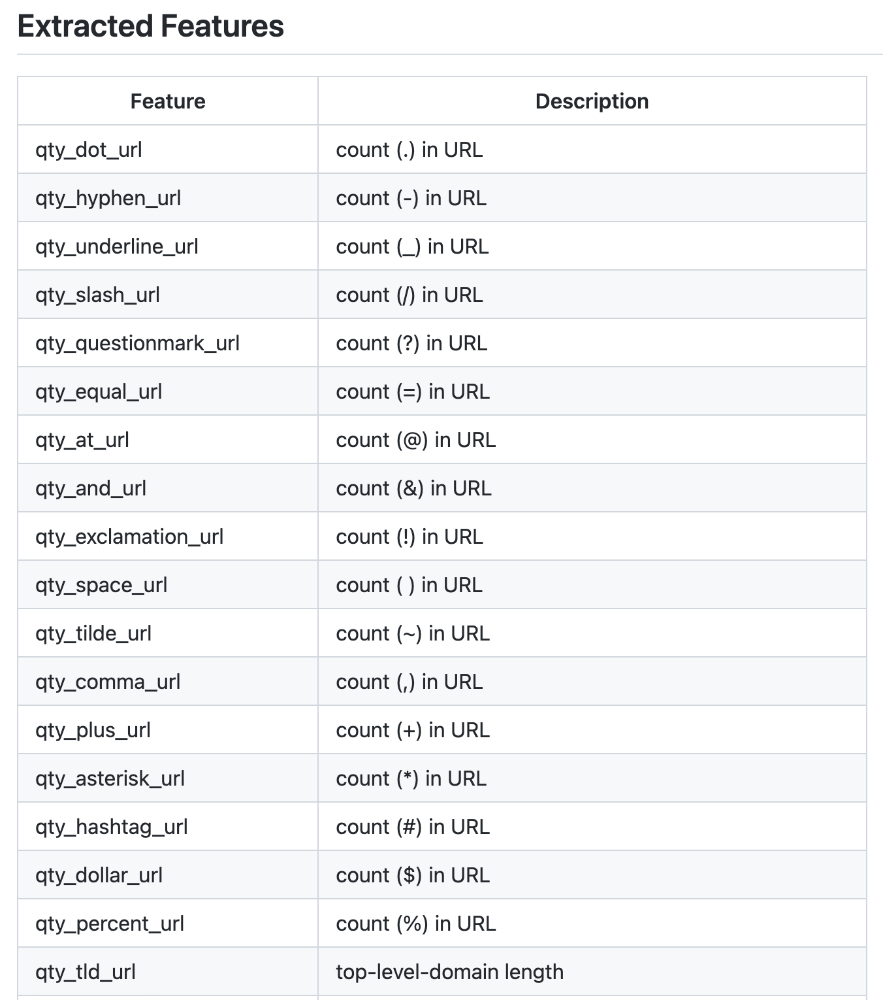 Extracted Features
Feature Description
qty_dot_url count (.) in URL
qty_hyphen_url count (-) in URL
qty_underline_url count (_) in URL
qty_slash_url count (/) in URL
qty_questionmark_url count (?) in URL
qty_equal_url count (=) in URL
qty_at_url count (@) in URL
qty_and_url count (&) in URL
qty_exclamation_url count (!) in URL
qty_space_url count ( ) in URL
qty_tilde_url count (~) in URL
qty_comma_url count (,) in URL
qty_plus_url count (+) in URL
qty_asterisk_url count (*) in URL
qty_hashtag_url count (#) in URL
qty_dollar_url count ($) in URL
qty_percent_url count (%) in URL
qty_tld_url top-level-domain length